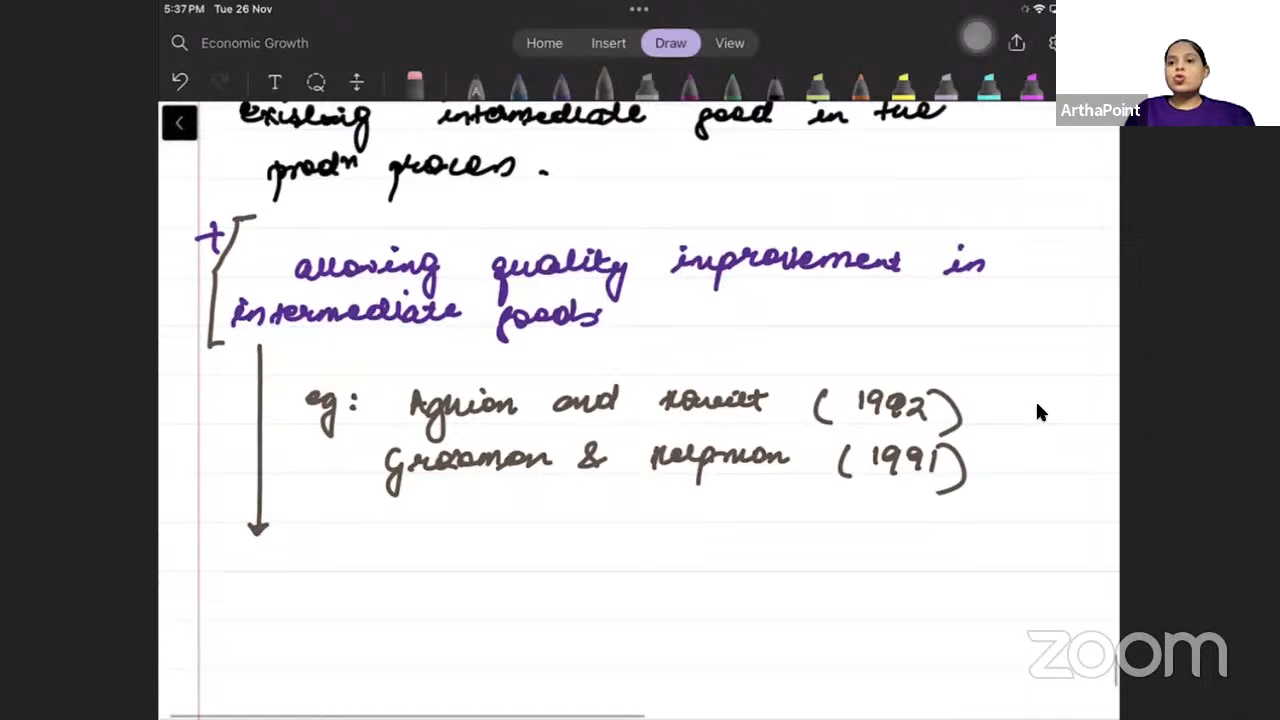 5:37 PM Tue 26 Nov
Economic Growth
Home Insert Draw View
ArthaPoint
existing intermediate good in the
prodn process.
+ allowing quality improvement in
intermediate goods
eg: Aghion and Howitt (1992)
Grossman & Helpman (1991)
zoom